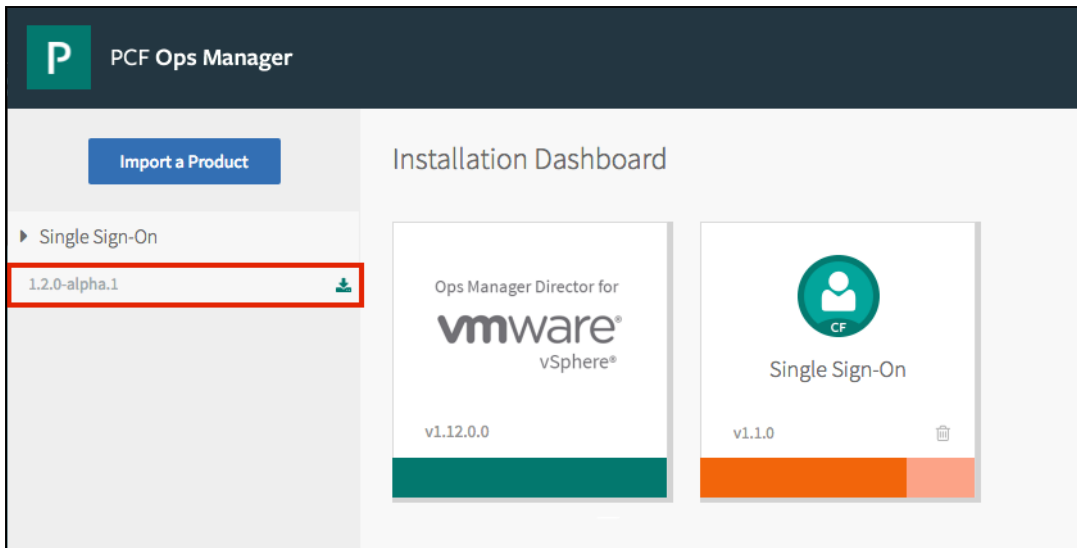 P
PCF Ops Manager
Import a Product
Installation Dashboard
Single Sign-On
1.2.0-alpha.1
Ops Manager Director for
vmware®
vSphere®
v1.12.0.0
CF
Single Sign-On
v1.1.0